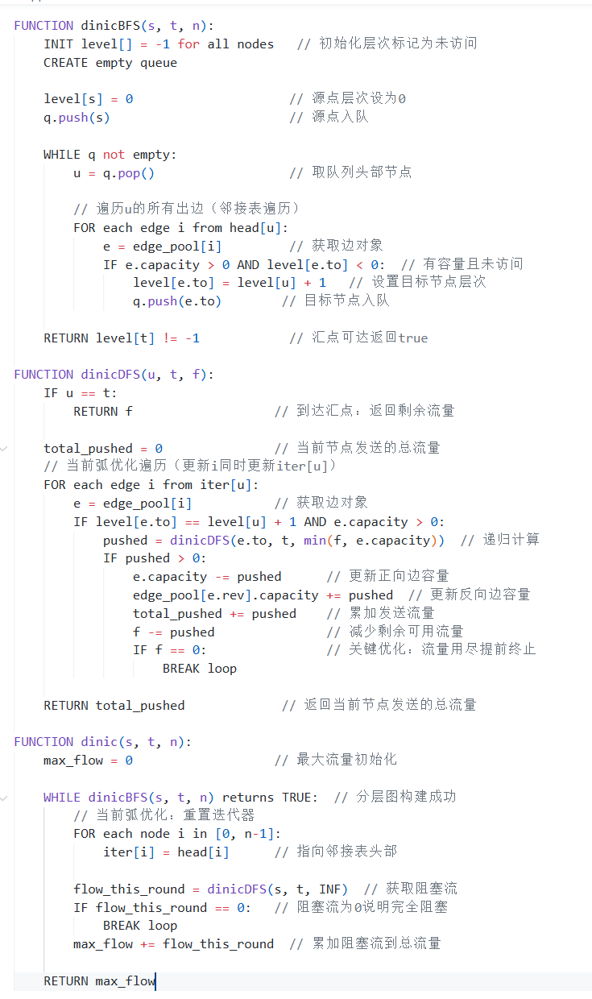 FUNCTION dinicBFS(s, t, n):
    INIT level[] = -1 for all nodes   // 初始化层次标记为未访问
    CREATE empty queue
    level[s] = 0                     // 源点层次设为0
    q.push(s)                        // 源点入队
    WHILE q not empty:
        u = q.pop()                  // 取队列头部节点
        // 遍历u的所有出边（邻接表遍历）
        FOR each edge i from head[u]:
            e = edge_pool[i]         // 获取边对象
            IF e.capacity > 0 AND level[e.to] < 0:  // 有容量且未访问
                level[e.to] = level[u] + 1   // 设置目标节点层次
                q.push(e.to)        // 目标节点入队
    RETURN level[t] != -1            // 汇点可达返回true
FUNCTION dinicDFS(u, t, f):
    IF u == t:
        RETURN f                   // 到达汇点：返回剩余流量
    total_pushed = 0               // 当前节点发送的总流量
    // 当前弧优化遍历（更新i同时更新iter[u]）
    FOR each edge i from iter[u]:
        e = edge_pool[i]           // 获取边对象
        IF level[e.to] == level[u] + 1 AND e.capacity > 0:
            pushed = dinicDFS(e.to, t, min(f, e.capacity))  // 递归计算
            IF pushed > 0:
                e.capacity -= pushed      // 更新正向边容量
                edge_pool[e.rev].capacity += pushed  // 更新反向边容量
                total_pushed += pushed    // 累加发送流量
                f -= pushed               // 减少剩余可用流量
                IF f == 0:                // 关键优化：流量用尽提前终止
                    BREAK loop
    RETURN total_pushed             // 返回当前节点发送的总流量
FUNCTION dinic(s, t, n):
    max_flow = 0                   // 最大流量初始化
    WHILE dinicBFS(s, t, n) returns TRUE:  // 分层图构建成功
        // 当前弧优化：重置迭代器
        FOR each node i in [0, n-1]:
            iter[i] = head[i]      // 指向邻接表头部
        flow_this_round = dinicDFS(s, t, INF)  // 获取阻塞流
        IF flow_this_round == 0:   // 阻塞流为0说明完全阻塞
            BREAK loop
        max_flow += flow_this_round  // 累加阻塞流到总流量
    RETURN max_flow